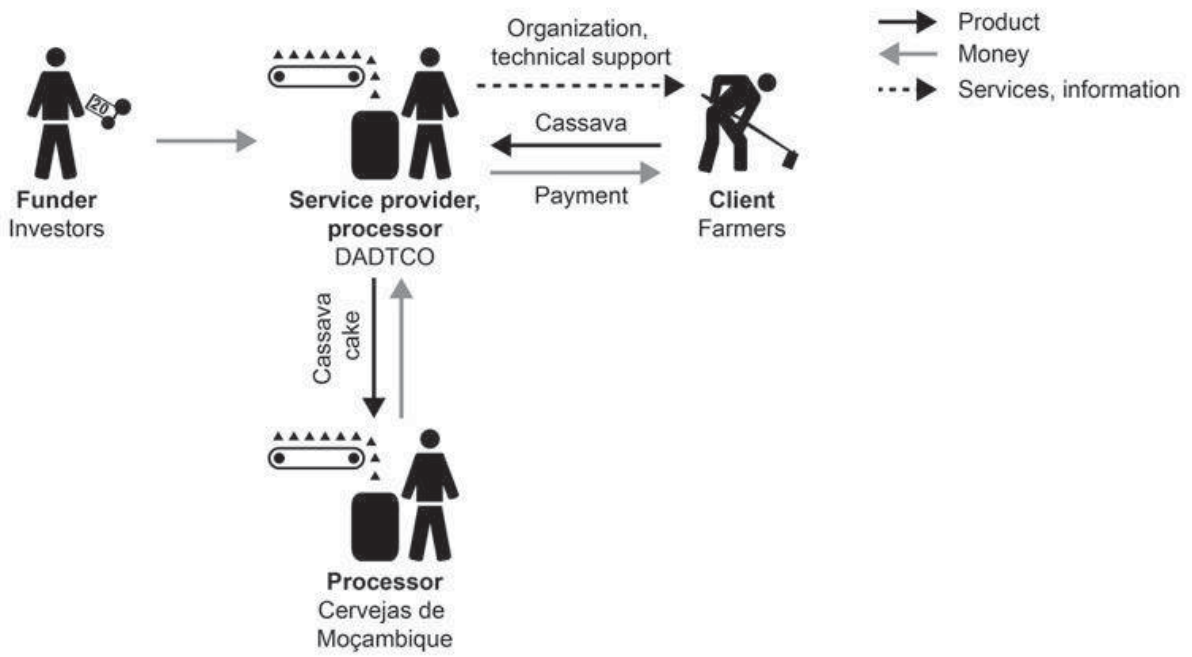 Organization,
technical support
Product
Money
Services, information
20
Cassava
Payment
Funder
Investors
Service provider,
processor
DADTCO
Client
Farmers
Cassava
cake
Processor
Cervejas de
Moçambique